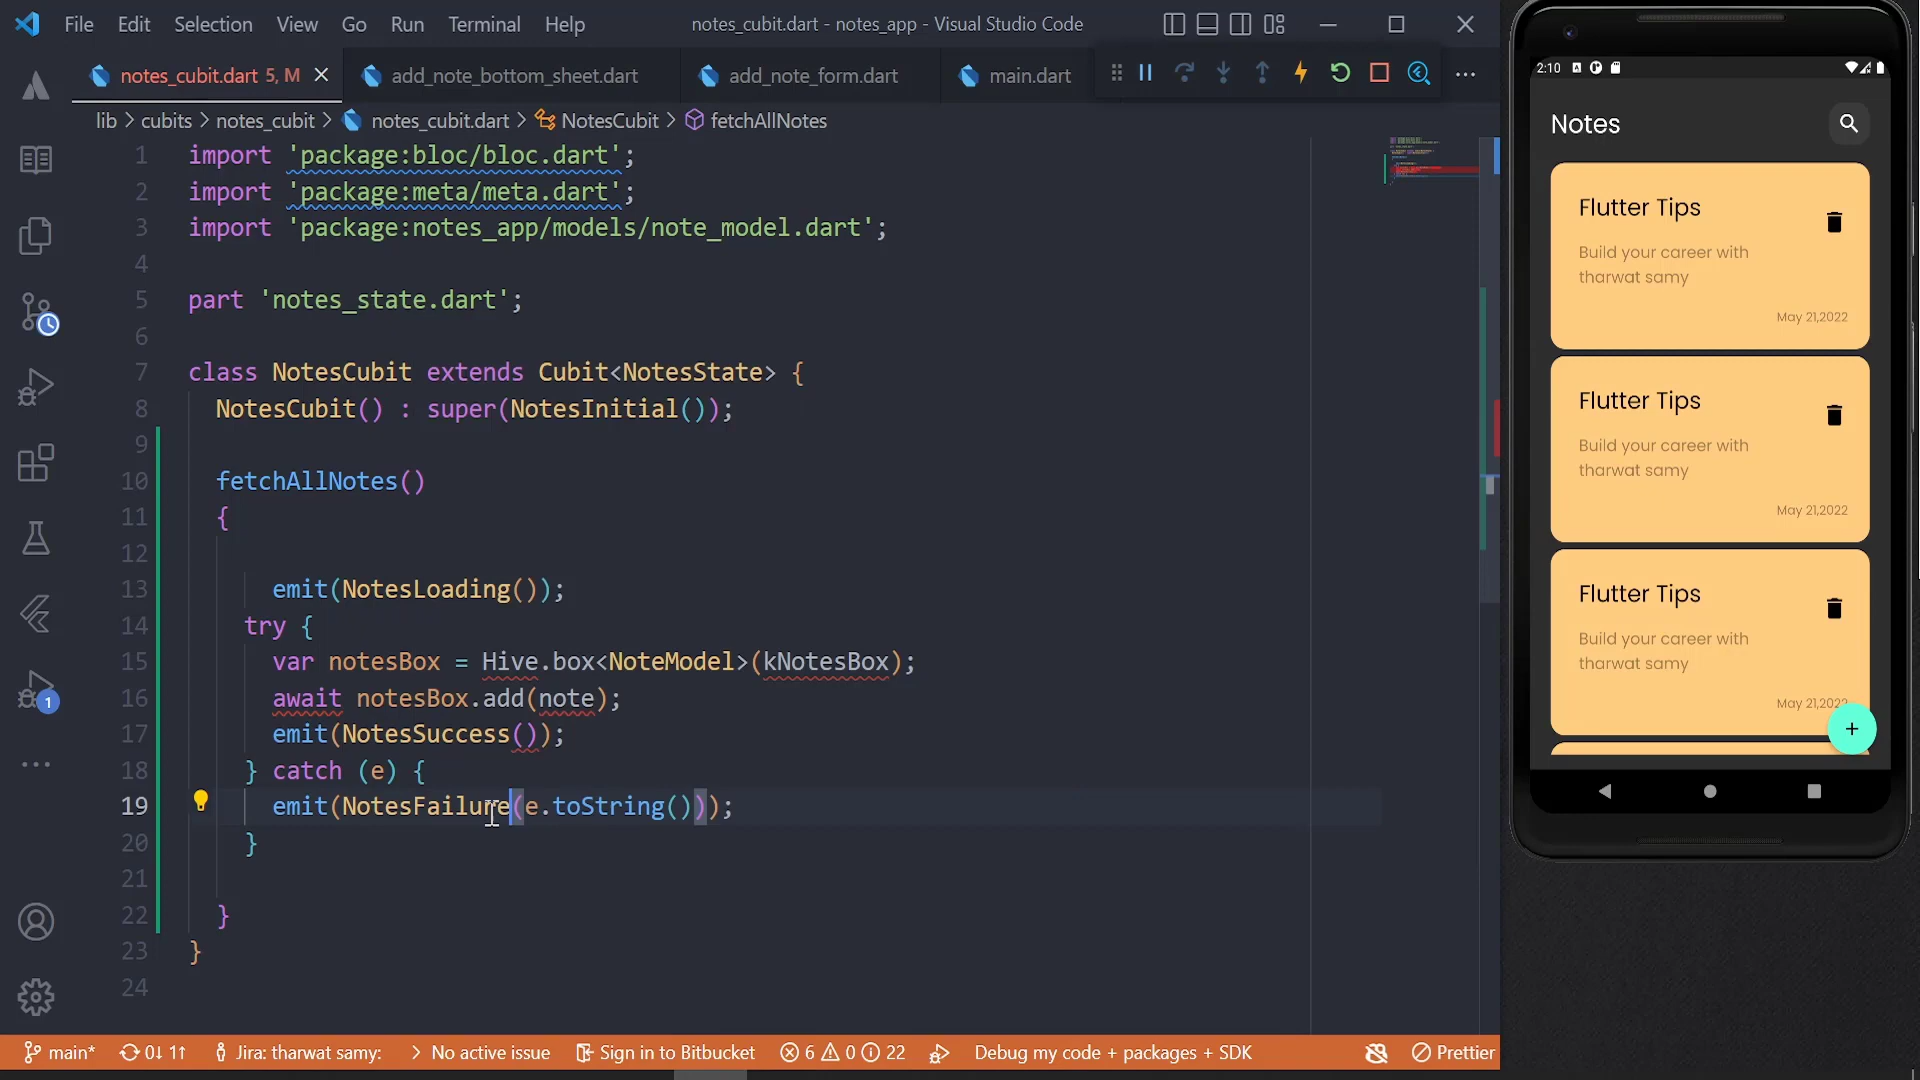 File Edit Selection View Go Run Terminal Help notes_cubit.dart - notes_app - Visual Studio Code
notes_cubit.dart 5, M add_note_bottom_sheet.dart add_note_form.dart main.dart
lib > cubits > notes_cubit > notes_cubit.dart > NotesCubit > fetchAllNotes
1 import 'package:bloc/bloc.dart';
2 import 'package:meta/meta.dart';
3 import 'package:notes_app/models/note_model.dart';
4
5 part 'notes_state.dart';
6
7 class NotesCubit extends Cubit<NotesState> {
8 NotesCubit() : super(NotesInitial());
9
10 fetchAllNotes()
11 {
12
13 emit(NotesLoading());
14 try {
15 var notesBox = Hive.box<NoteModel>(kNotesBox);
16 await notesBox.add(note);
17 emit(NotesSuccess());
18 } catch (e) {
19 emit(NotesFailure(e.toString()));
20 }
21
22 }
23 }
24
1
main* 0↓ 1↑ Jira: tharwat samy: > No active issue Sign in to Bitbucket 6 0 22 Debug my code + packages + SDK Prettier
2:10
Notes
Flutter Tips
Build your career with
tharwat samy
May 21,2022
Flutter Tips
Build your career with
tharwat samy
May 21,2022
Flutter Tips
Build your career with
tharwat samy
May 21,2022
+